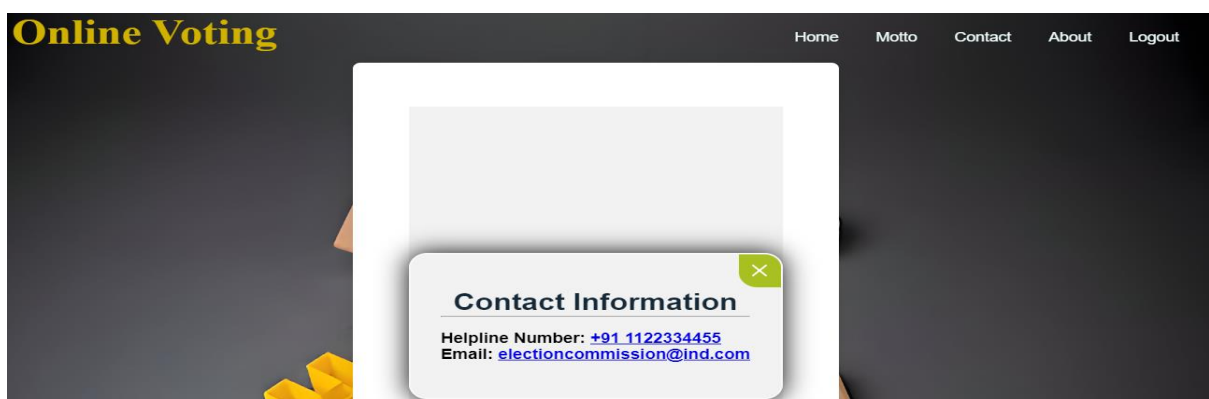 Online Voting
Home Motto Contact About Logout
Contact Information
Helpline Number: +91 1122334455
Email: electioncommission@ind.com